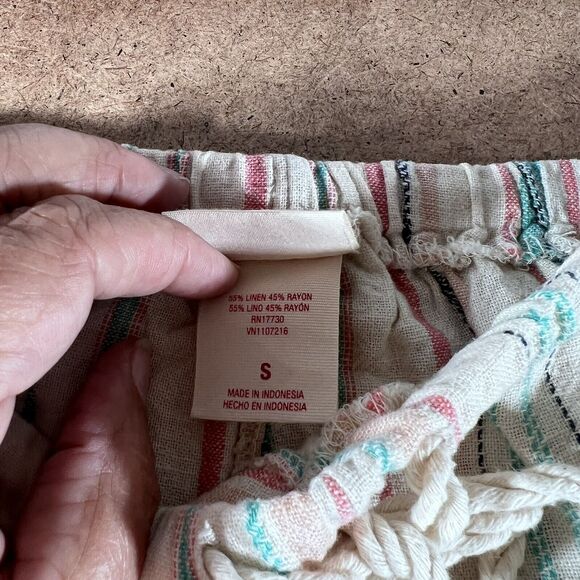 55% LINEN 45% RAYON
55% LINO 45% RAYÓN
RN17730
VN1107216
S
MADE IN INDONESIA
HECHO EN INDONESIA